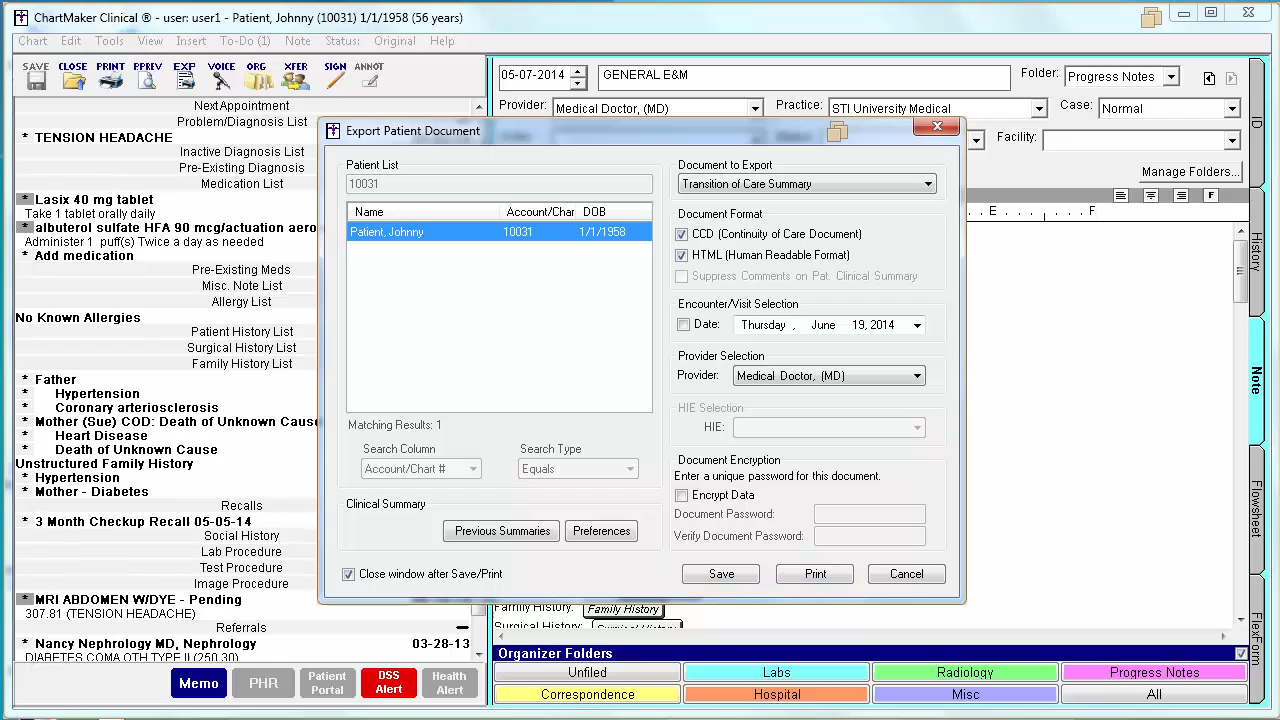 ChartMaker Clinical ® - user: user1 - Patient, Johnny (10031) 1/1/1958 (56 years)
Chart Edit Tools View Insert To-Do (1) Note Status: Original Help
SAVE CLOSE PRINT PPREV EXP VOICE ORG XFER SIGN ANNOT
NextAppointment
Problem/Diagnosis List
* TENSION HEADACHE
Inactive Diagnosis List
Pre-Existing Diagnosis
Medication List
* Lasix 40 mg tablet
Take 1 tablet orally daily
* albuterol sulfate HFA 90 mcg/actuation aero
Administer 1 puff(s) Twice a day as needed
* Add medication
Pre-Existing Meds
Misc. Note List
Allergy List
No Known Allergies
Patient History List
Surgical History List
Family History List
* Father
* Hypertension
* Coronary arteriosclerosis
* Mother (Sue) COD: Death of Unknown Cause
* Heart Disease
* Death of Unknown Cause
Unstructured Family History
* Hypertension
* Mother - Diabetes
Recalls
* 3 Month Checkup Recall 05-05-14
Social History
Lab Procedure
Test Procedure
Image Procedure
* MRI ABDOMEN W/DYE - Pending
307.81 (TENSION HEADACHE)
Referrals
* Nancy Nephrology MD, Nephrology 03-28-13
DIABETES COMA OTH TYPE II (250.30)
Memo
PHR
Patient Portal
DSS Alert
Health Alert
05-07-2014 GENERAL E&M Folder: Progress Notes
Provider: Medical Doctor, (MD) Practice: STI University Medical Case: Normal
Facility:
Manage Folders...
F
E F
Export Patient Document
Patient List
10031
Name Account/Char DOB
Patient, Johnny 10031 1/1/1958
Matching Results: 1
Search Column Search Type
Account/Chart # Equals
Clinical Summary
Previous Summaries Preferences
Close window after Save/Print
Document to Export
Transition of Care Summary
Document Format
CCD (Continuity of Care Document)
HTML (Human Readable Format)
Suppress Comments on Pat. Clinical Summary
Encounter/Visit Selection
Date: Thursday , June 19, 2014
Provider Selection
Provider: Medical Doctor, (MD)
HIE Selection
HIE:
Document Encryption
Enter a unique password for this document.
Encrypt Data
Document Password:
Verify Document Password:
Save Print Cancel
Family History: Family History
Surgical History: Surgical History
Organizer Folders
Unfiled Labs Radiology Progress Notes
Correspondence Hospital Misc All
ID
History
Note
Flowsheet
FlexForm